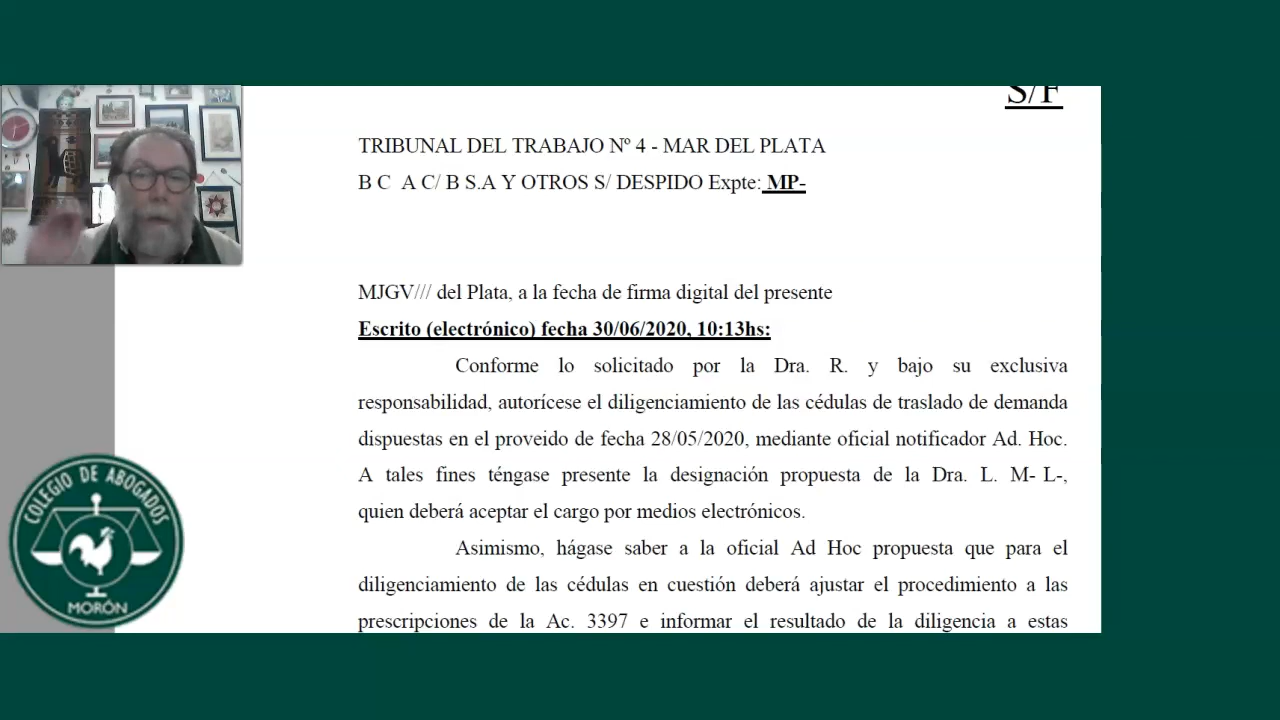 S/F
TRIBUNAL DEL TRABAJO Nº 4 - MAR DEL PLATA
B C A C/ B S.A Y OTROS S/ DESPIDO Expte: MP-
MJGV/// del Plata, a la fecha de firma digital del presente
Escrito (electrónico) fecha 30/06/2020, 10:13hs:
Conforme lo solicitado por la Dra. R. y bajo su exclusiva
responsabilidad, autorícese el diligenciamiento de las cédulas de traslado de demanda
dispuestas en el proveido de fecha 28/05/2020, mediante oficial notificador Ad. Hoc.
A tales fines téngase presente la designación propuesta de la Dra. L. M- L-,
quien deberá aceptar el cargo por medios electrónicos.
Asimismo, hágase saber a la oficial Ad Hoc propuesta que para el
diligenciamiento de las cédulas en cuestión deberá ajustar el procedimiento a las
prescripciones de la Ac. 3397 e informar el resultado de la diligencia a estas
COLEGIO DE ABOGADOS
MORÓN